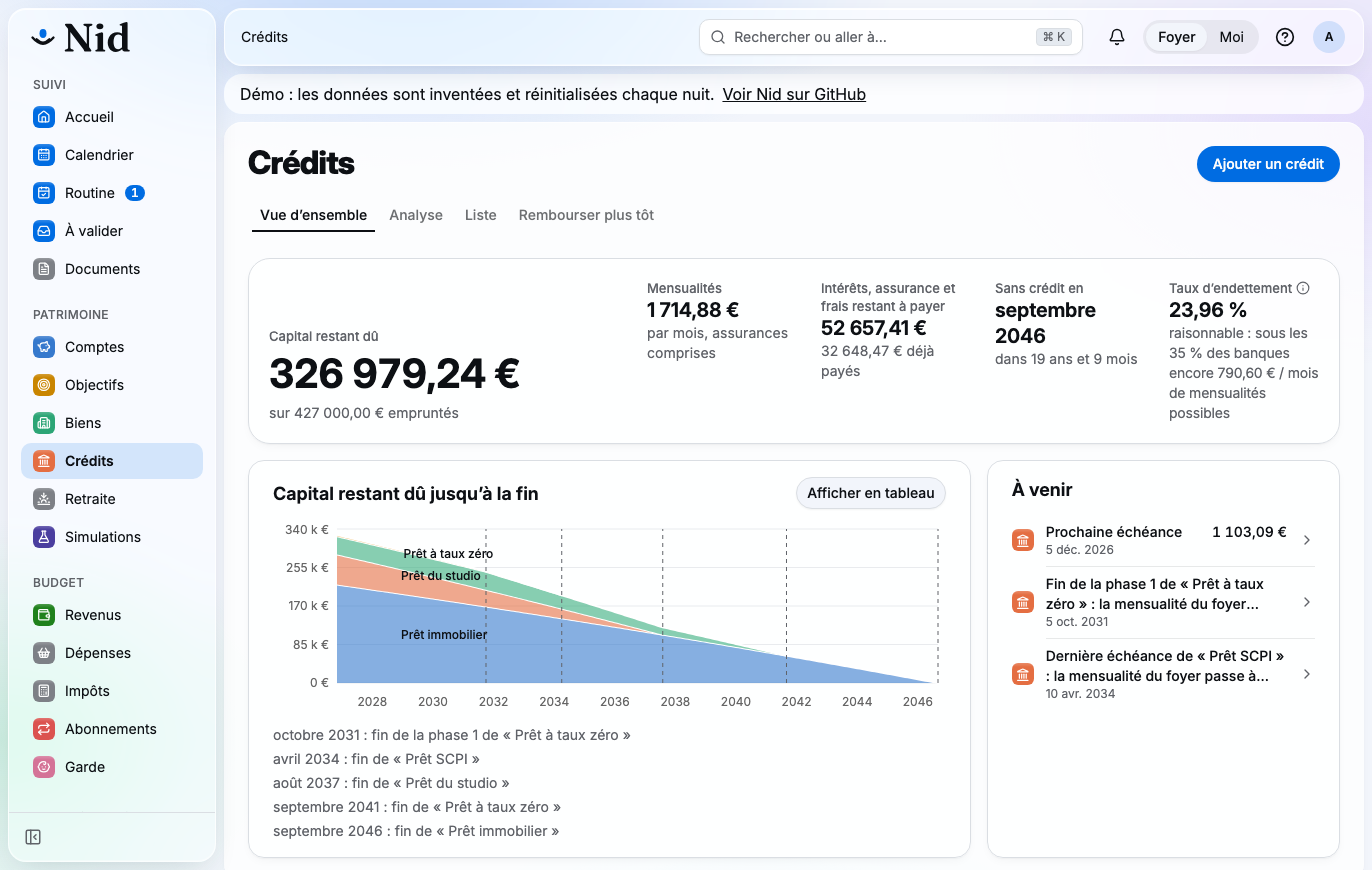 Nid
SUIVI
Accueil
Calendrier
Routine 1
À valider
Documents
PATRIMOINE
Comptes
Objectifs
Biens
Crédits
Retraite
Simulations
BUDGET
Revenus
Dépenses
Impôts
Abonnements
Garde
Crédits
Rechercher ou aller à…
⌘ K
Foyer
Moi
A
Démo : les données sont inventées et réinitialisées chaque nuit. Voir Nid sur GitHub
Crédits
Ajouter un crédit
Vue d’ensemble
Analyse
Liste
Rembourser plus tôt
Capital restant dû
326 979,24 €
sur 427 000,00 € empruntés
Mensualités
1 714,88 €
par mois, assurances
comprises
Intérêts, assurance et
frais restant à payer
52 657,41 €
32 648,47 € déjà
payés
Sans crédit en
septembre
2046
dans 19 ans et 9 mois
Taux d’endettement
23,96 %
raisonnable : sous les
35 % des banques
encore 790,60 € / mois
de mensualités
possibles
Capital restant dû jusqu’à la fin
Afficher en tableau
340 k €
255 k €
170 k €
85 k €
0 €
Prêt à taux zéro
Prêt du studio
Prêt immobilier
2028
2030
2032
2034
2036
2038
2040
2042
2044
2046
octobre 2031 : fin de la phase 1 de « Prêt à taux zéro »
avril 2034 : fin de « Prêt SCPI »
août 2037 : fin de « Prêt du studio »
septembre 2041 : fin de « Prêt à taux zéro »
septembre 2046 : fin de « Prêt immobilier »
À venir
Prochaine échéance 1 103,09 €
5 déc. 2026
Fin de la phase 1 de « Prêt à taux
zéro » : la mensualité du foyer…
5 oct. 2031
Dernière échéance de « Prêt SCPI »
: la mensualité du foyer passe à…
10 avr. 2034